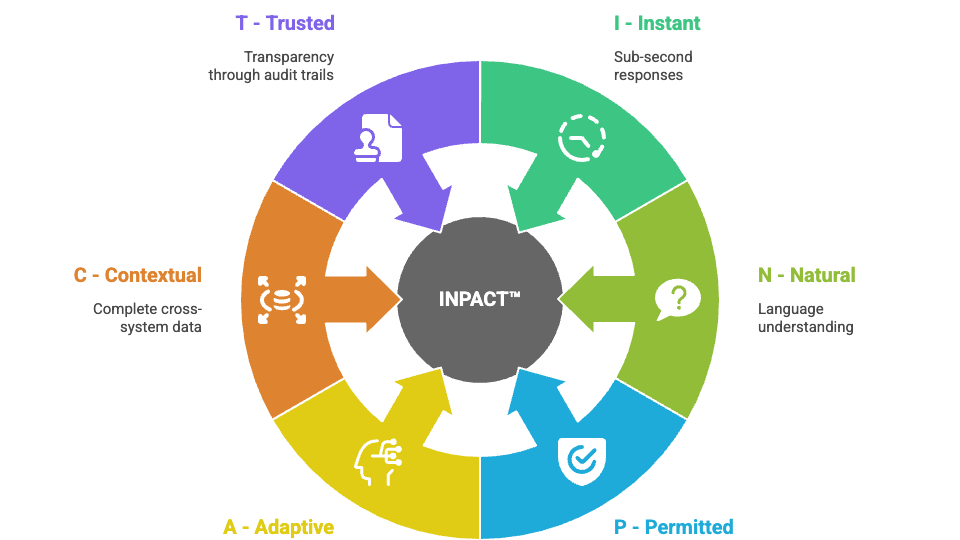 T - Trusted
Transparency
through audit trails
I - Instant
Sub-second
responses
C - Contextual
Complete cross-
system data
INPACT™
N - Natural
Language
understanding
?
A - Adaptive
P - Permitted